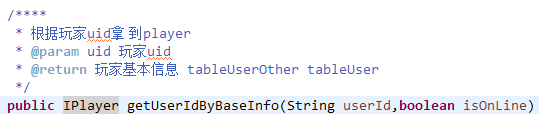 /****
* 根据玩家uid拿 到player
* @param uid 玩家uid
* @return 玩家基本信息 tableUserOther tableUser
*/
public IPlayer getUserIdByBaseInfo(String userId,boolean isOnLine)